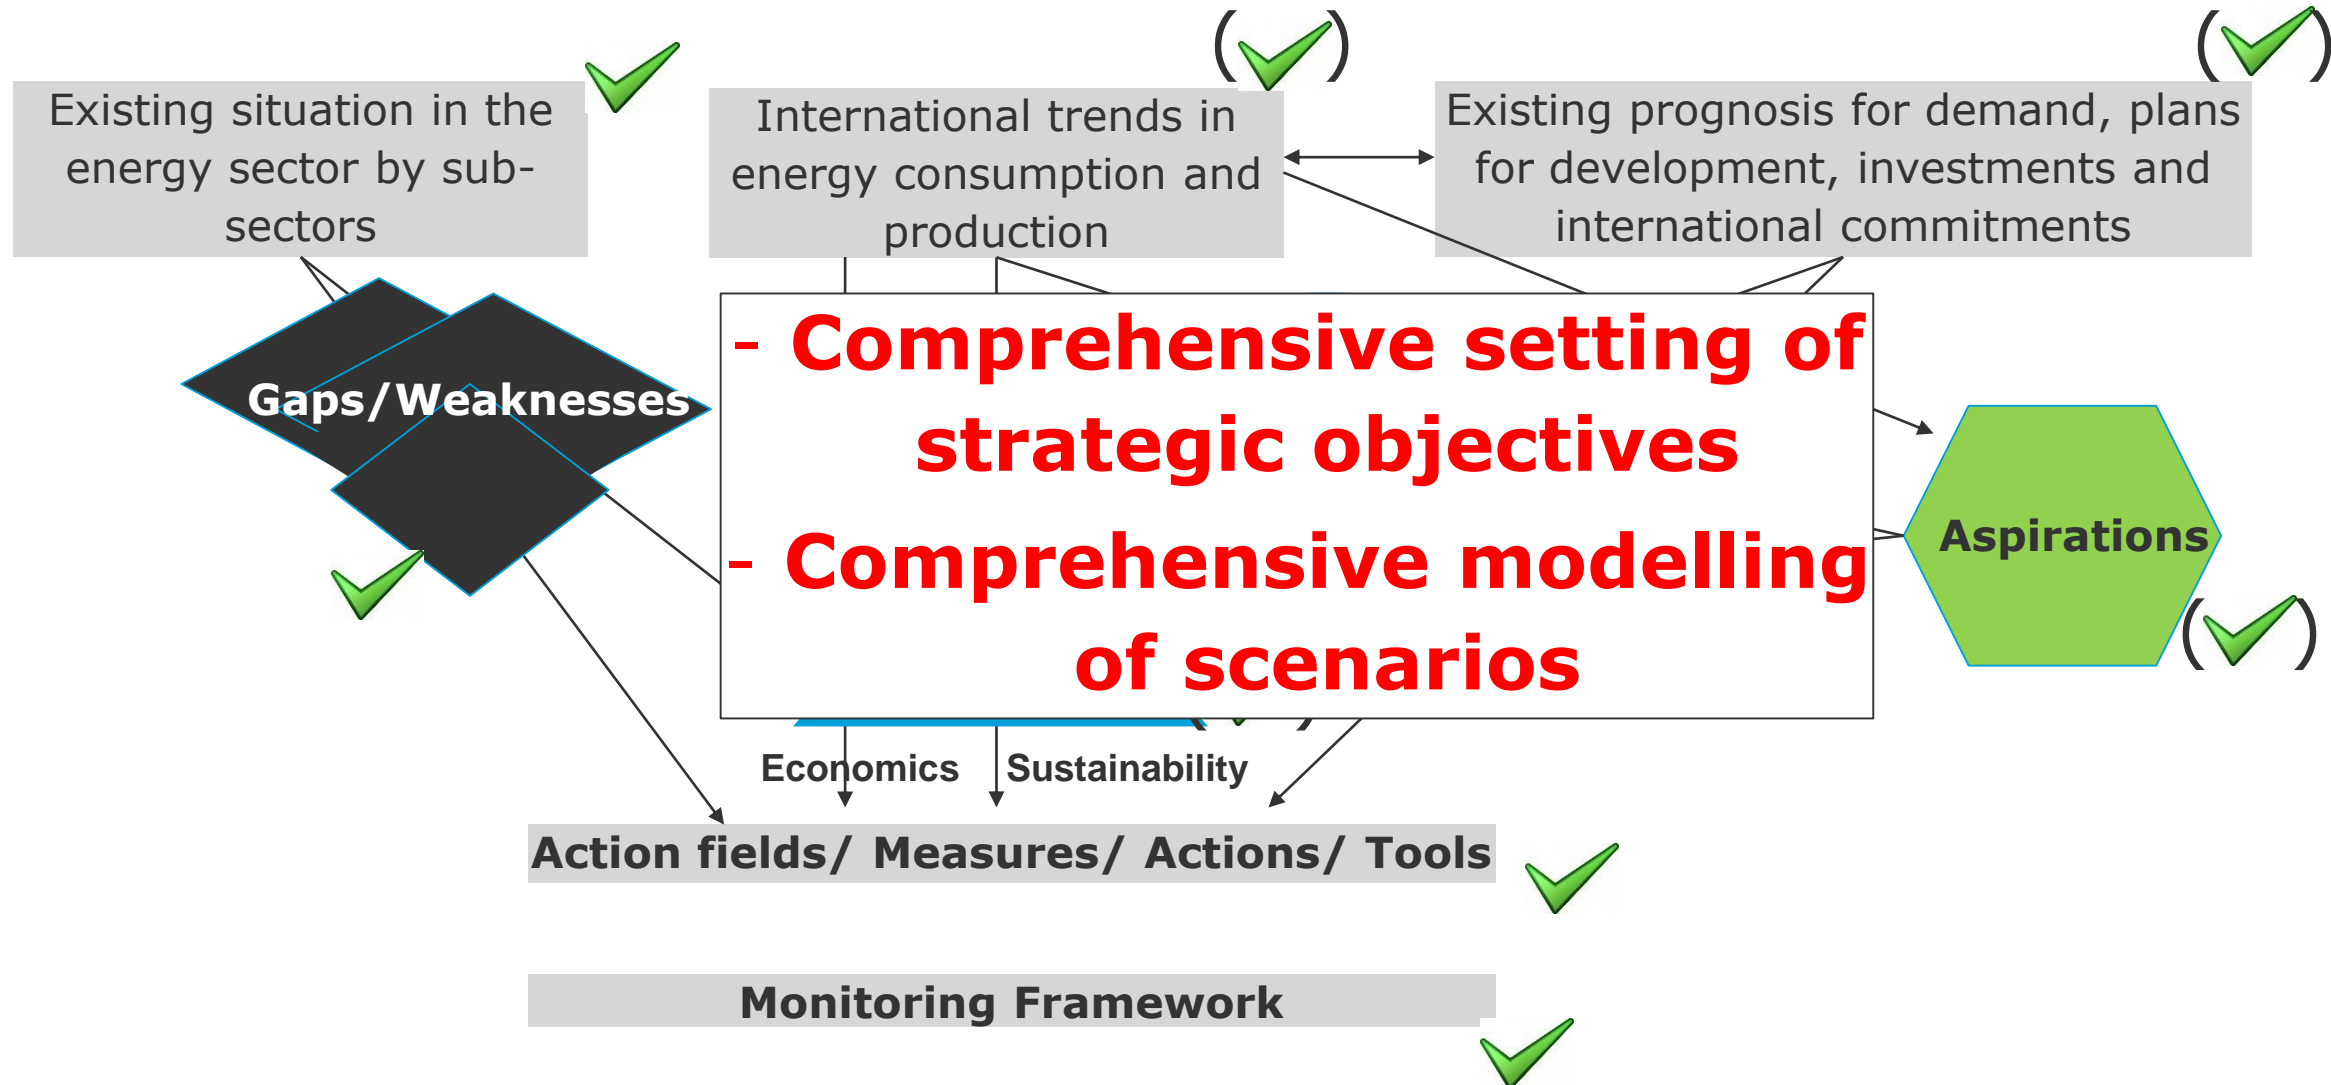 Existing situation in the
energy sector by sub-
sectors
International trends in
energy consumption and
production
Existing prognosis for demand, plans
for development, investments and
international commitments
( )
( )
Gaps/Weaknesses
- Comprehensive setting of
strategic objectives
- Comprehensive modelling
of scenarios
Aspirations
( )
Economics
Sustainability
Action fields/ Measures/ Actions/ Tools
Monitoring Framework